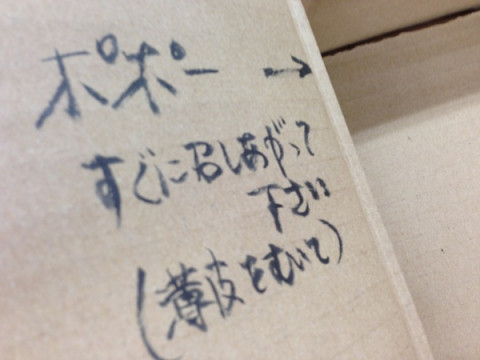 ポポー →
すぐに召しあがって
下さい
(薄皮をむいて)